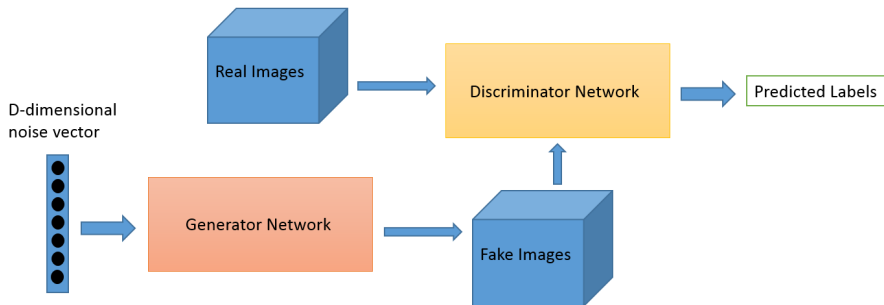 Real Images
Discriminator Network
Predicted Labels
D-dimensional
noise vector
Generator Network
Fake Images